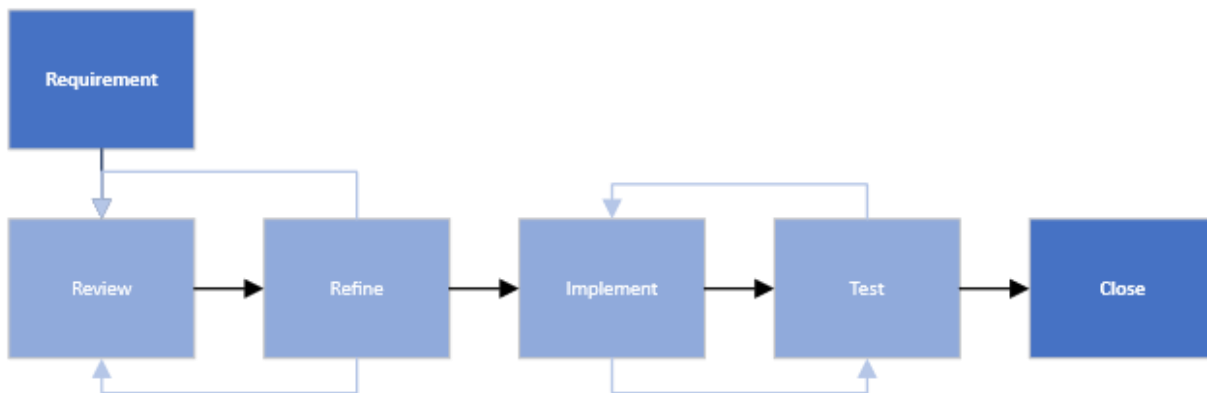 Requirement
Review
Refine
Implement
Test
Close